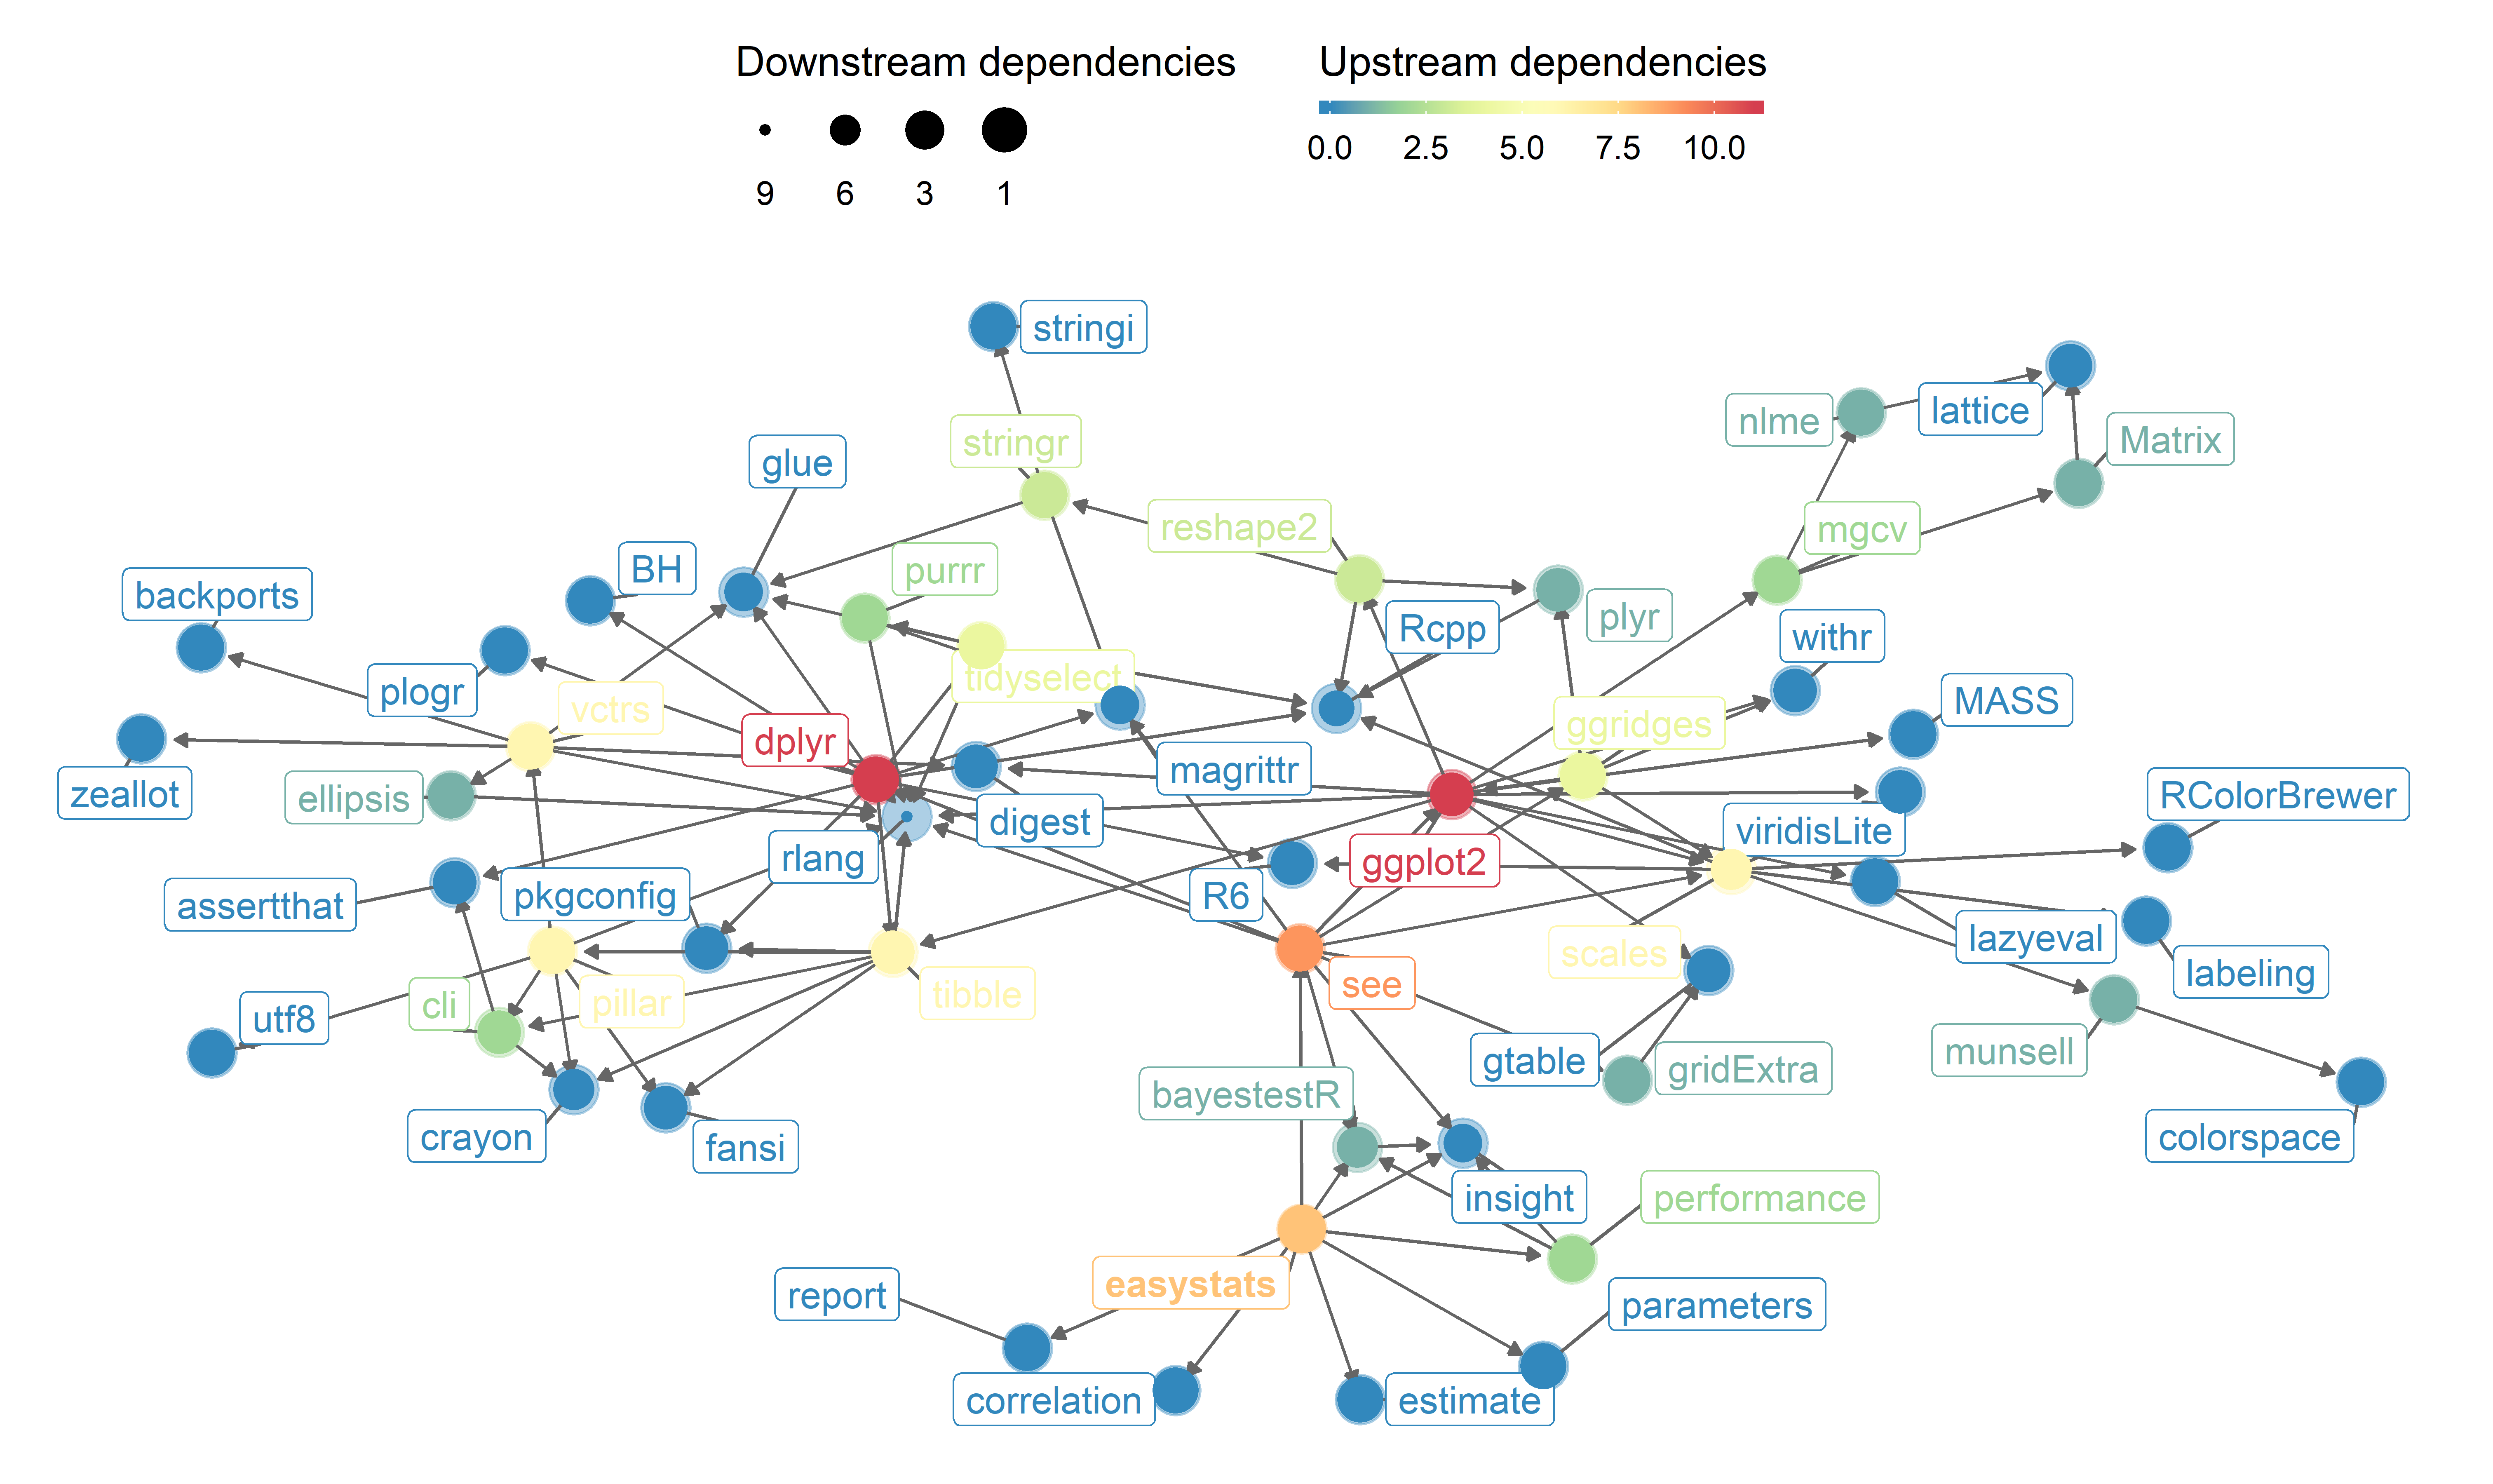 Downstream dependencies
9 6 3 1
Upstream dependencies
0.0 2.5 5.0 7.5 10.0
stringi
lattice
nlme
Matrix
stringr
glue
reshape2
mgcv
BH
purrr
backports
Rcpp
plyr
withr
tidyselect
plogr
vctrs
MASS
ggridges
dplyr
magrittr
zeallot
ellipsis
RColorBrewer
digest
viridisLite
rlang
ggplot2
pkgconfig
R6
assertthat
lazyeval
scales
labeling
see
tibble
pillar
cli
utf8
munsell
gtable
gridExtra
bayestestR
crayon
fansi
colorspace
insight
performance
easystats
report
parameters
correlation
estimate